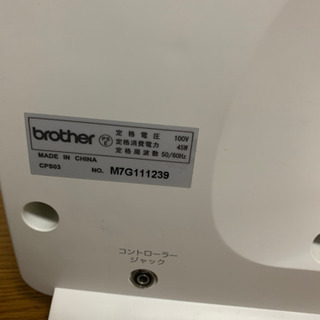 brother 定格電圧 100V
定格消費電力 45W
定格周波数 50/60Hz
MADE IN CHINA
CPS03 NO. M7G111239
コントローラー
ジャック